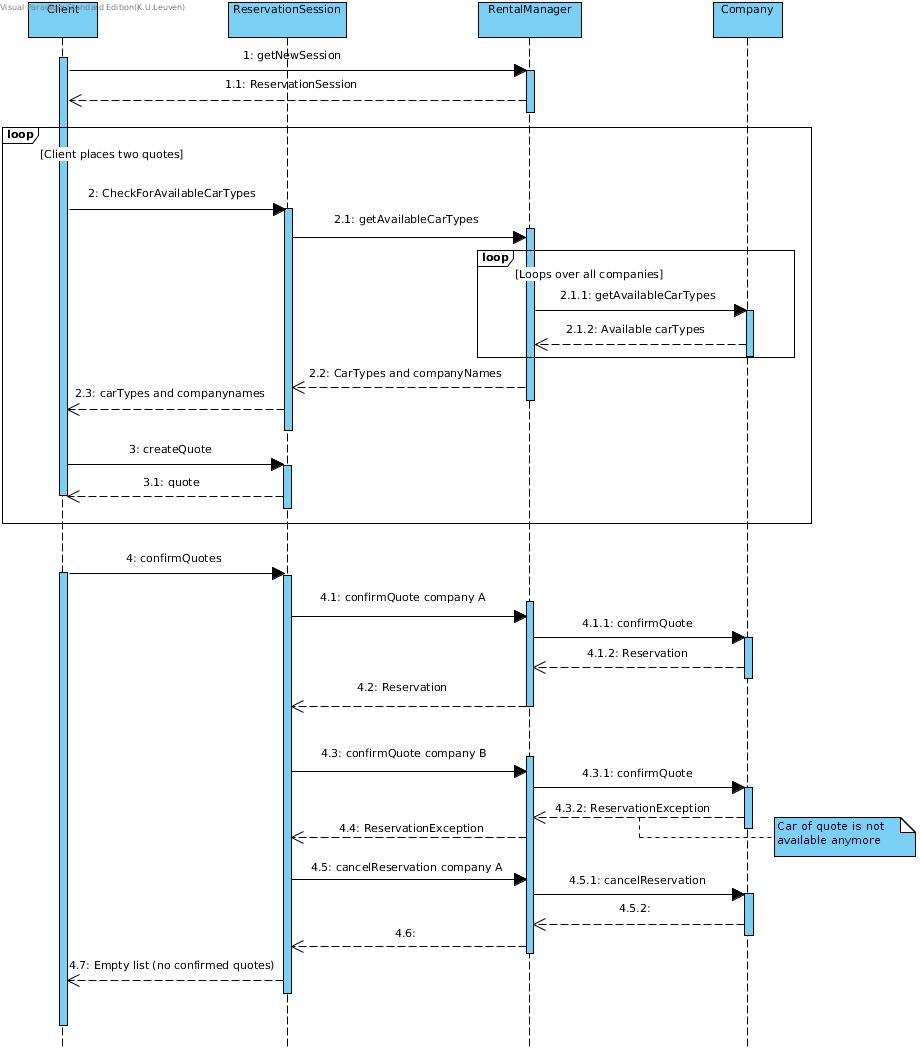 Visual Paradigm Standard Edition(K.U.Leuven)
Client
ReservationSession
RentalManager
Company
1: getNewSession
1.1: ReservationSession
loop
[Client places two quotes]
2: CheckForAvailableCarTypes
2.1: getAvailableCarTypes
loop
[Loops over all companies]
2.1.1: getAvailableCarTypes
2.1.2: Available carTypes
2.2: CarTypes and companyNames
2.3: carTypes and companynames
3: createQuote
3.1: quote
4: confirmQuotes
4.1: confirmQuote company A
4.1.1: confirmQuote
4.1.2: Reservation
4.2: Reservation
4.3: confirmQuote company B
4.3.1: confirmQuote
4.3.2: ReservationException
4.4: ReservationException
Car of quote is not
available anymore
4.5: cancelReservation company A
4.5.1: cancelReservation
4.5.2:
4.6:
4.7: Empty list (no confirmed quotes)